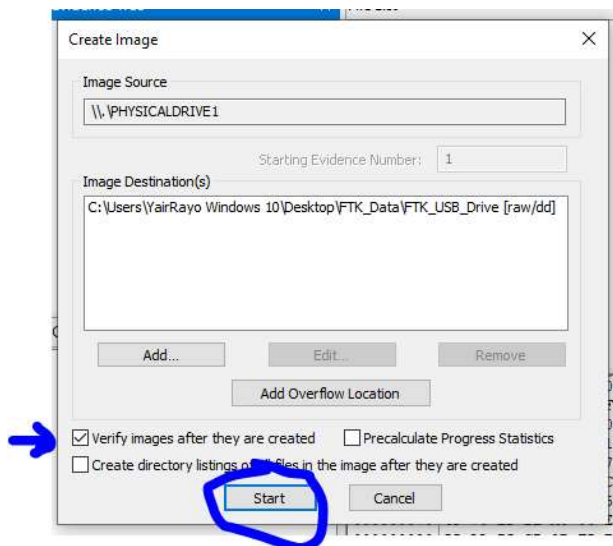 Create Image
Image Source
\\.\PHYSICALDRIVE1
Starting Evidence Number: 1
Image Destination(s)
C:\Users\YairRayo Windows 10\Desktop\FTK_Data\FTK_USB_Drive [raw/dd]
Add... Edit... Remove
Add Overflow Location
Verify images after they are created Precalculate Progress Statistics
Create directory listings of all files in the image after they are created
Start Cancel